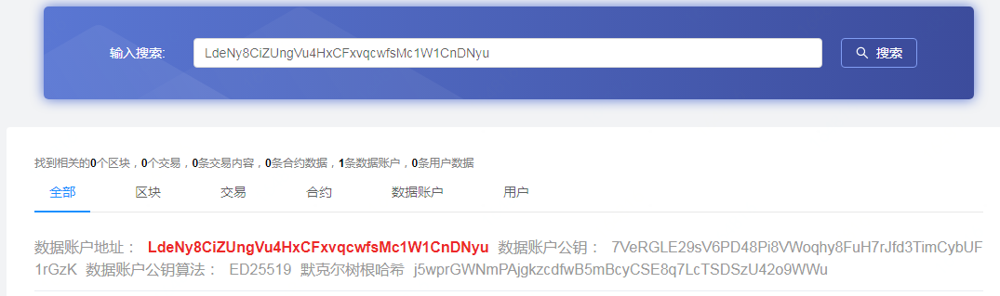 输入搜索: LdeNy8CiZUngVu4HxCFxvqcwfsMc1W1CnDNyu 搜索
找到相关的0个区块，0个交易，0条交易内容，0条合约数据，1条数据账户，0条用户数据
全部 区块 交易 合约 数据账户 用户
数据账户地址： LdeNy8CiZUngVu4HxCFxvqcwfsMc1W1CnDNyu 数据账户公钥： 7VeRGLE29sV6PD48Pi8VWoqhy8FuH7rJfd3TimCybUF
1rGzK 数据账户公钥算法： ED25519 默克尔树根哈希 j5wprGWNmPAjgkzcdfwB5mBcyCSE8q7LcTSDSzU42o9WWu